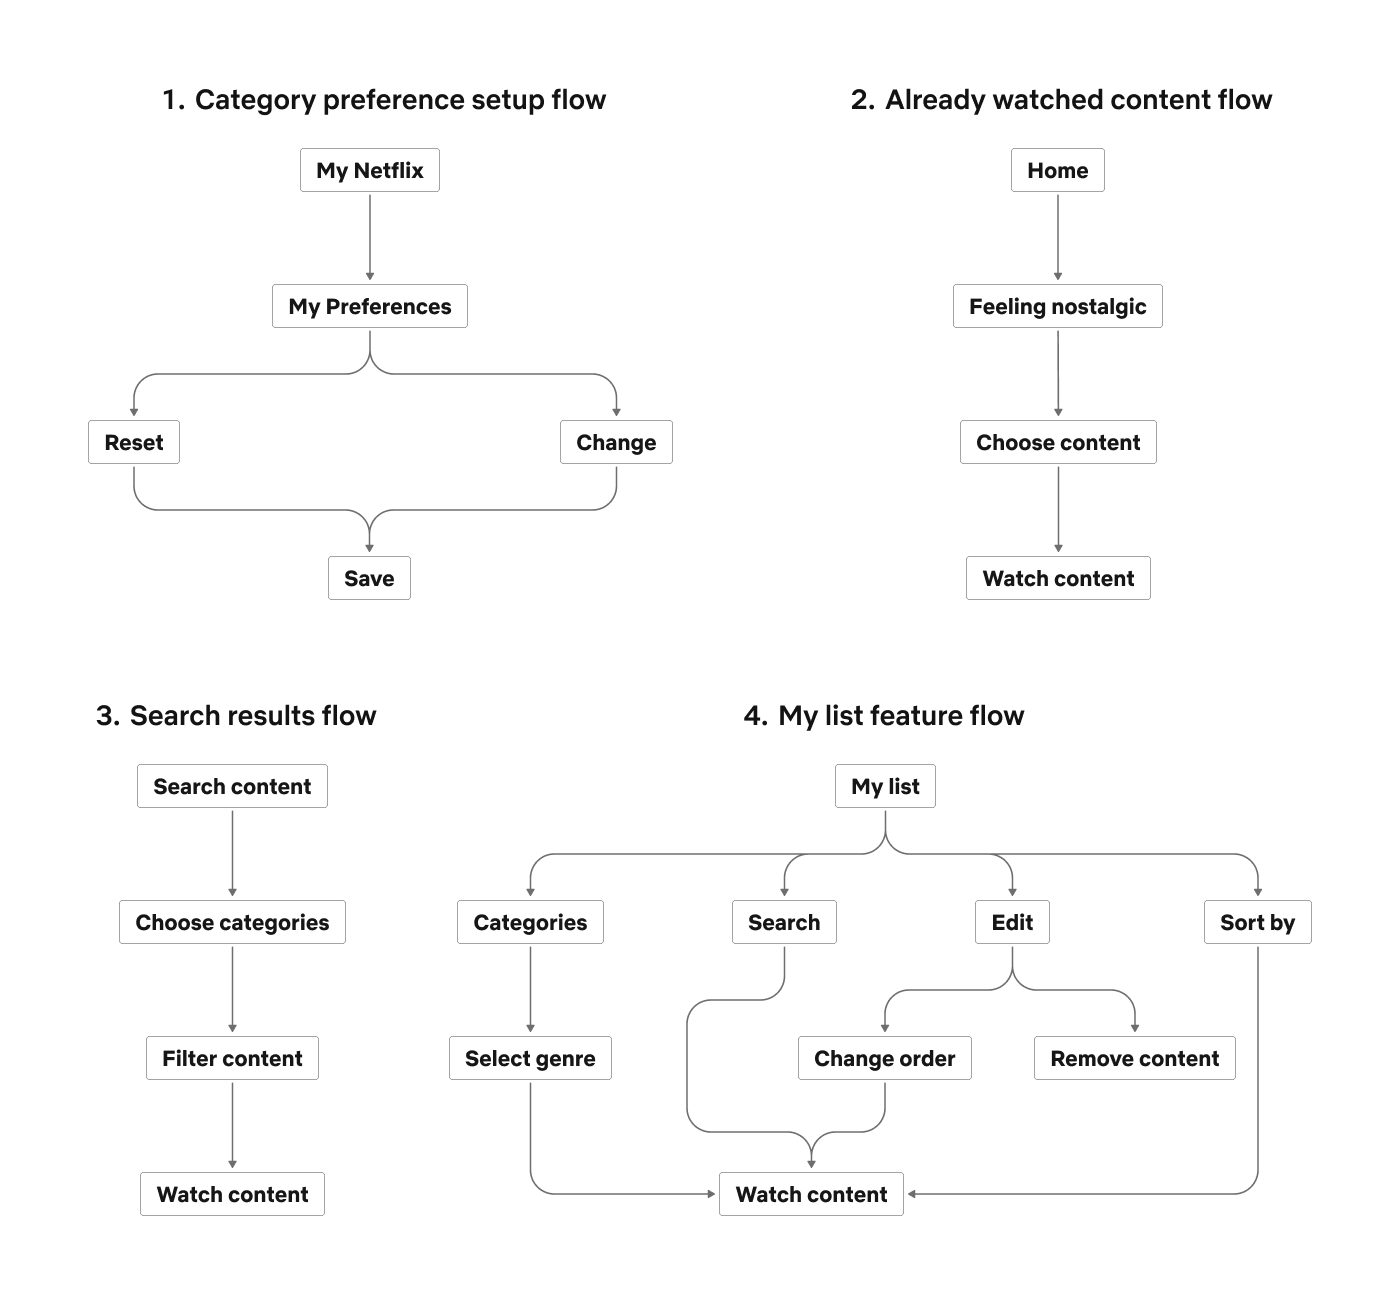 1. Category preference setup flow
My Netflix
My Preferences
Reset
Change
Save
2. Already watched content flow
Home
Feeling nostalgic
Choose content
Watch content
3. Search results flow
Search content
Choose categories
Filter content
Watch content
4. My list feature flow
My list
Categories
Search
Edit
Sort by
Select genre
Change order
Remove content
Watch content